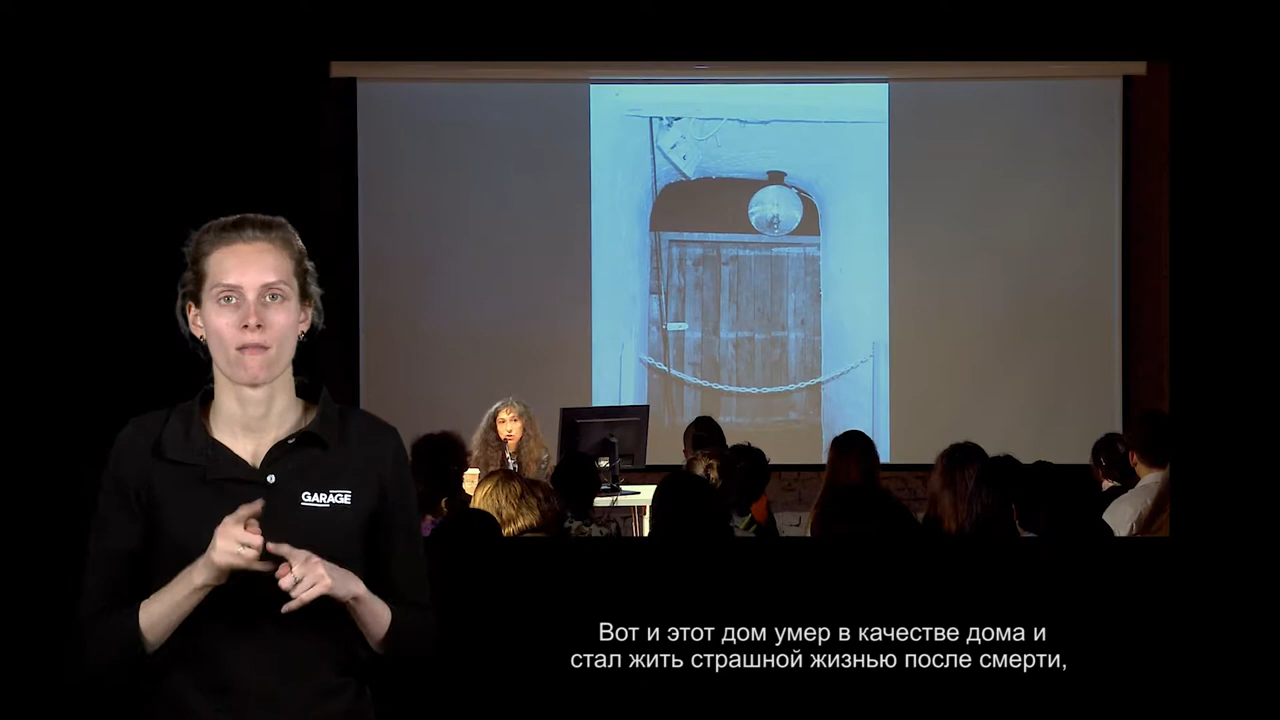 GARAGE
Вот и этот дом умер в качестве дома и
стал жить страшной жизнью после смерти,